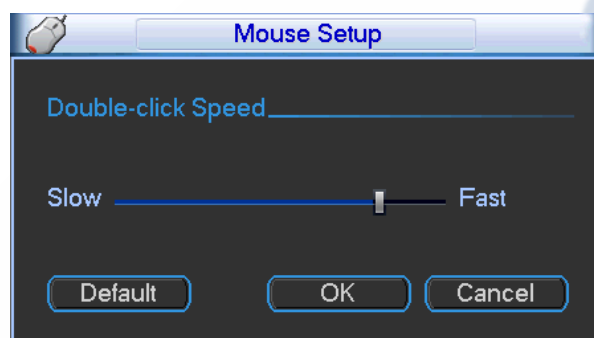 Mouse Setup
Double-click Speed
Slow Fast
Default OK Cancel